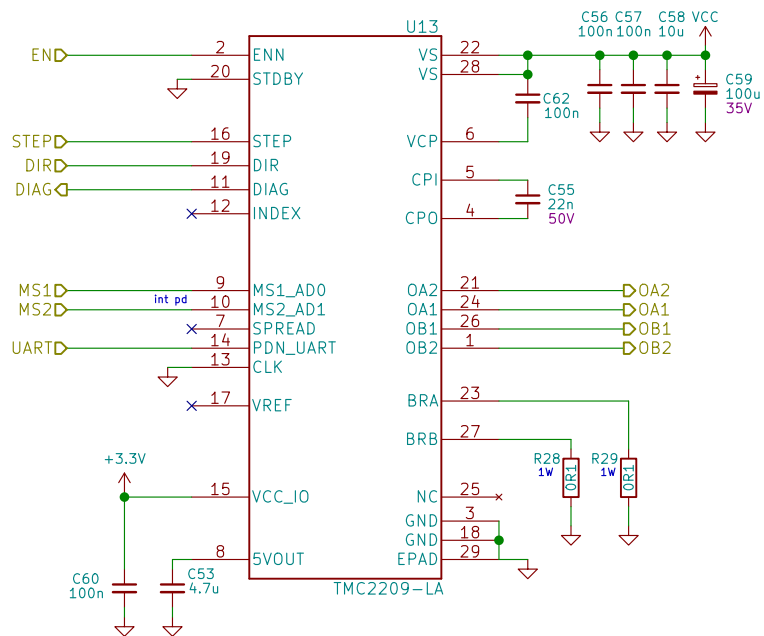 U13
C56
C57
C58
VCC
100n
100n
10u
EN
2
ENN
VS
22
20
STDBY
VS
28
+
C59
100u
35V
C62
100n
STEP
16
STEP
VCP
6
DIR
19
DIR
DIAG
11
DIAG
CPI
5
12
INDEX
CPO
4
C55
22n
50V
MS1
9
MS1_AD0
OA2
21
OA2
int pd
MS2
10
MS2_AD1
OA1
24
OA1
7
SPREAD
OB1
26
OB1
UART
14
PDN_UART
OB2
1
OB2
13
CLK
17
VREF
BRA
23
BRB
27
+3.3V
R28
1W
0R1
R29
1W
0R1
15
VCC_IO
NC
25
GND
3
GND
18
8
5VOUT
EPAD
29
C60
100n
C53
4.7u
TMC2209-LA